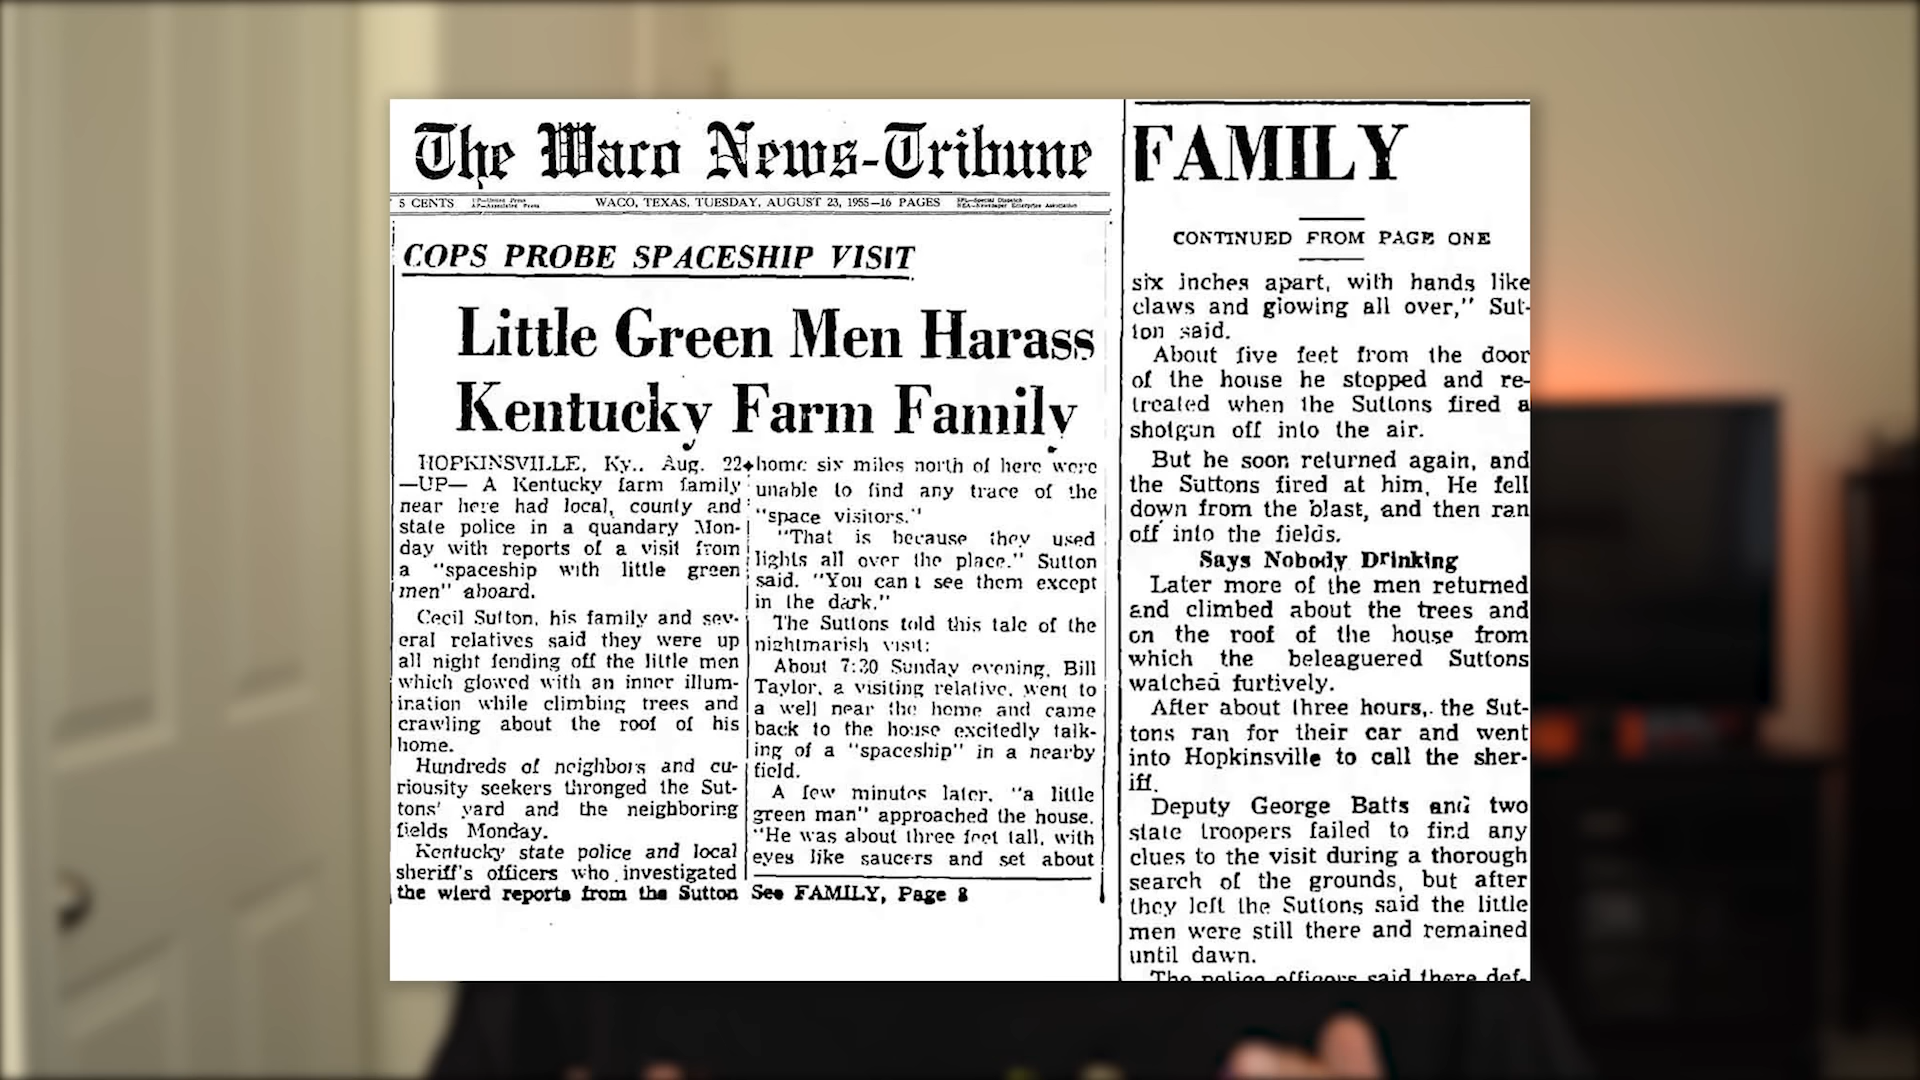 The Waco News-Tribune
5 CENTS
UP—United Press
AP—Associated Press
WACO, TEXAS, TUESDAY, AUGUST 23, 1955—16 PAGES
SPL—Special Dispatch
NEA—Newspaper Enterprise Association
COPS PROBE SPACESHIP VISIT
Little Green Men Harass
Kentucky Farm Family
HOPKINSVILLE, Ky., Aug. 22
—UP— A Kentucky farm family
near here had local, county and
state police in a quandary Mon-
day with reports of a visit from
a "spaceship with little green
men" aboard.
Cecil Sutton, his family and sev-
eral relatives said they were up
all night fending off the little men
which glowed with an inner illum-
iration while climbing trees and
crawling about the roof of his
home.
Hundreds of neighbors and cu-
riousity seekers thronged the Sut-
tons' yard and the neighboring
fields Monday.
Kentucky state police and local
sheriff's officers who investigated
the wierd reports from the Sutton
home six miles north of here were
unable to find any trace of the
"space visitors."
"That is because they used
lights all over the place." Sutton
said. "You can t see them except
in the dark."
The Suttons told this tale of the
nightmarish visit:
About 7:30 Sunday evening, Bill
Taylor, a visiting relative, went to
a well near the home and came
back to the house excitedly talk-
ing of a "spaceship" in a nearby
field.
A few minutes later, "a little
green man" approached the house.
"He was about three feet tall, with
eyes like saucers and set about
See FAMILY, Page 8
FAMILY
CONTINUED FROM PAGE ONE
six inches apart, with hands like
claws and glowing all over," Sut-
ton said.
About five feet from the door
of the house he stopped and re-
treated when the Suttons fired a
shotgun off into the air.
But he soon returned again, and
the Suttons fired at him. He fell
down from the blast, and then ran
off into the fields.
Says Nobody Drinking
Later more of the men returned
and climbed about the trees and
on the roof of the house from
which the beleaguered Suttons
watched furtively.
After about three hours, the Sut-
tons ran for their car and went
into Hopkinsville to call the sher-
iff.
Deputy George Batts and two
state troopers failed to find any
clues to the visit during a thorough
search of the grounds, but after
they left the Suttons said the little
men were still there and remained
until dawn.
The police officers said there def-